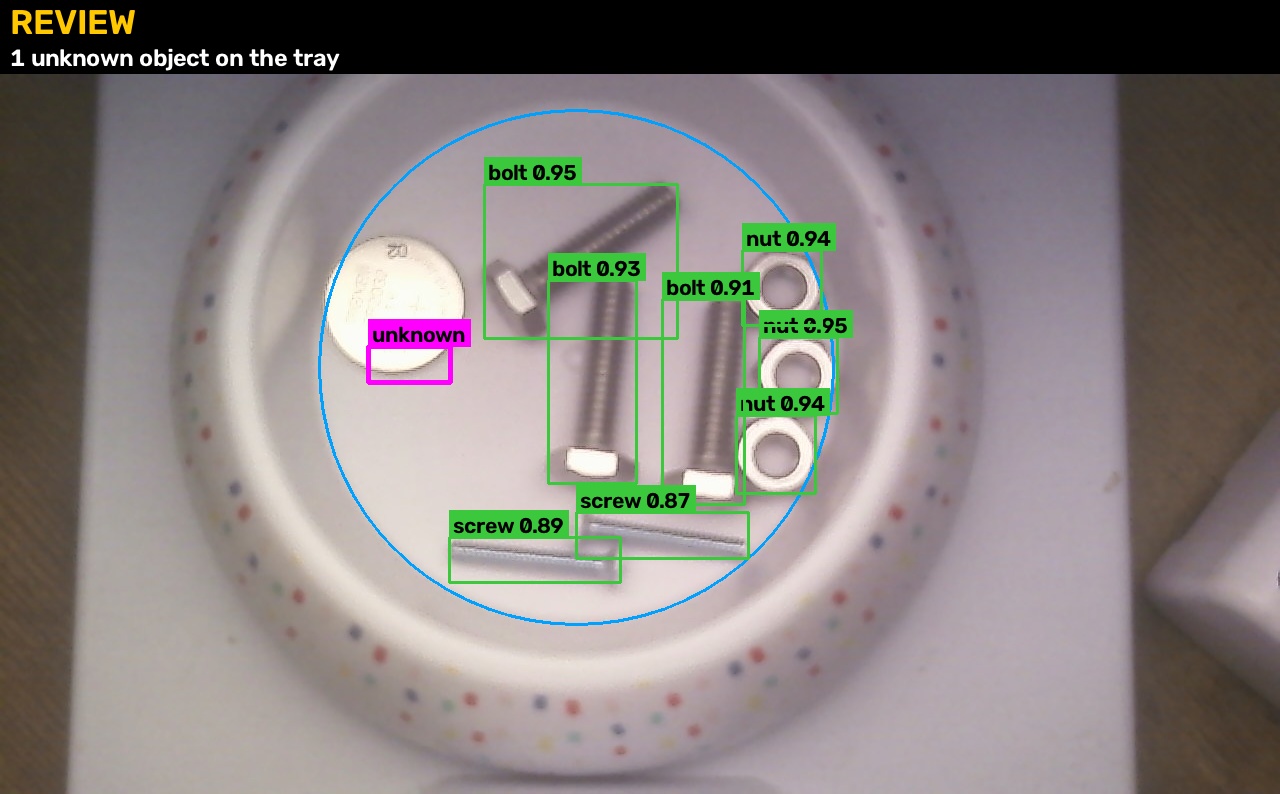 REVIEW
1 unknown object on the tray
bolt 0.95
nut 0.94
bolt 0.93
bolt 0.91
nut 0.95
unknown
nut 0.94
screw 0.87
screw 0.89